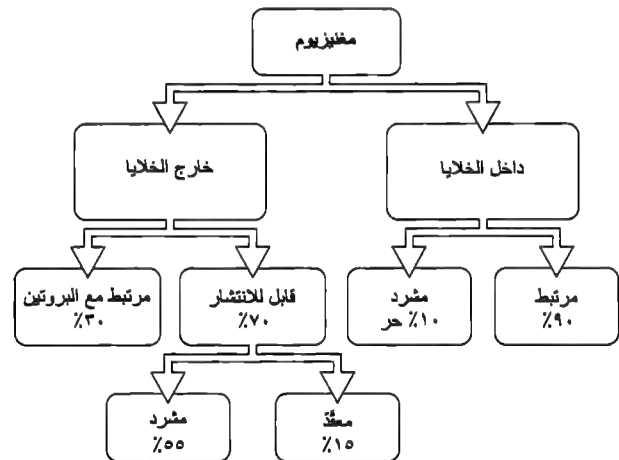 مغنيزيوم
داخل الخلايا
خارج الخلايا
مرتبط
٩٠٪
مشرد
١٠٪ حر
قابل للانتشار
٧٠٪
مرتبط مع البروتين
٣٠٪
معقّد
١٥٪
مشرد
٥٥٪